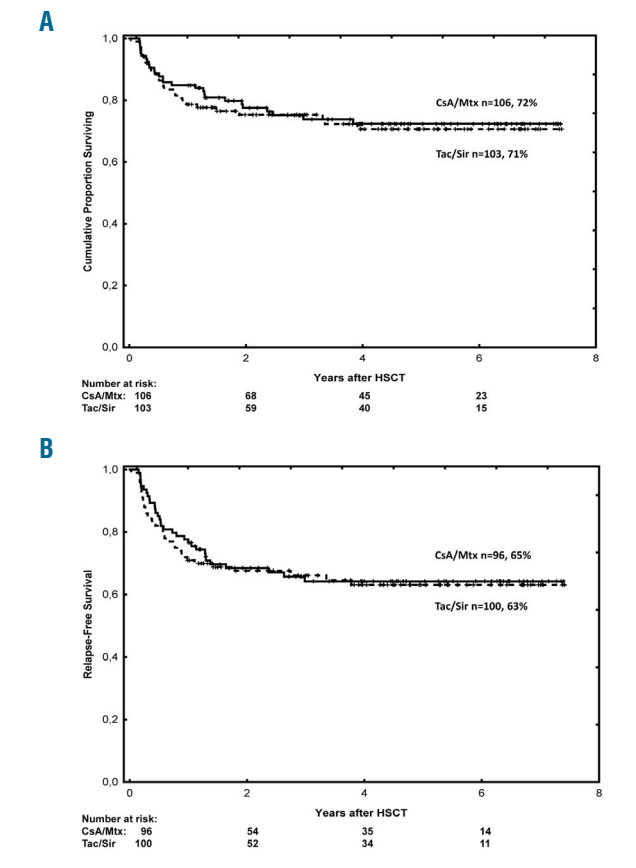 A
1,0
0,8
0,6
0,4
0,2
0,0
Cumulative Proportion Surviving
CsA/Mtx n=106, 72%
Tac/Sir n=103, 71%
0 2 4 6 8
Years after HSCT
Number at risk:
CsA/Mtx: 106 68 45 23
Tac/Sir 103 59 40 15
B
1,0
0,8
0,6
0,4
0,2
0,0
Relapse-Free Survival
CsA/Mtx n=96, 65%
Tac/Sir n=100, 63%
0 2 4 6 8
Years after HSCT
Number at risk:
CsA/Mtx: 96 54 35 14
Tac/Sir 100 52 34 11